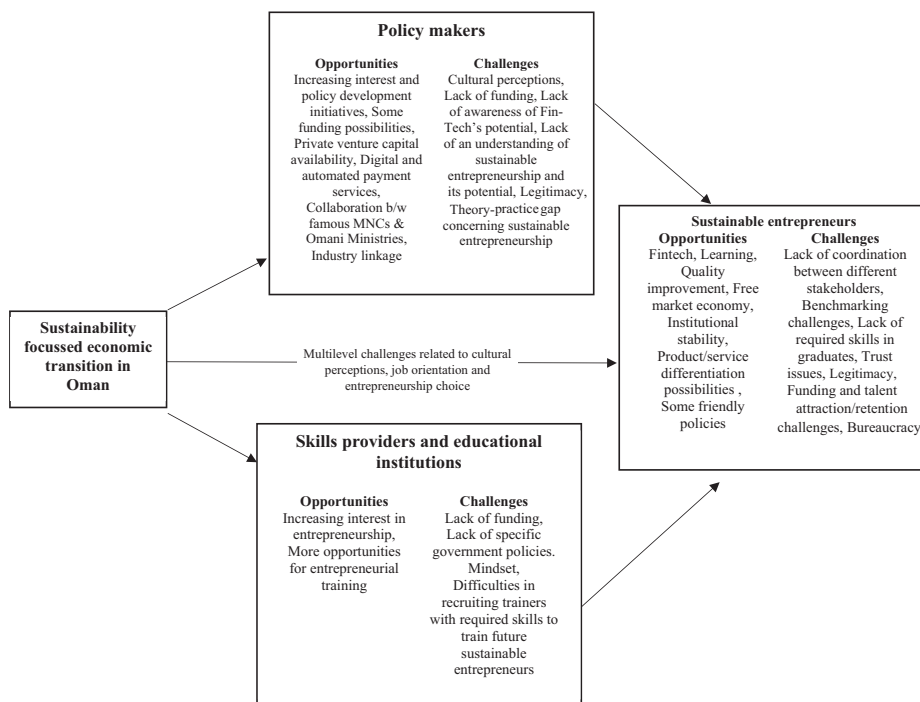 Policy makers
Opportunities
Increasing interest and
policy development
initiatives, Some
funding possibilities,
Private venture capital
availability, Digital and
automated payment
services,
Collaboration b/w
famous MNCs &
Omani Ministries,
Industry linkage
Challenges
Cultural perceptions,
Lack of funding, Lack
of awareness of Fin-
Tech's potential, Lack
of an understanding of
sustainable
entrepreneurship and
its potential, Legitimacy,
Theory-practice gap
concerning sustainable
entrepreneurship
Sustainability
focussed economic
transition in
Oman
Multilevel challenges related to cultural
perceptions, job orientation and
entrepreneurship choice
Sustainable entrepreneurs
Opportunities
Fintech, Learning,
Quality
improvement, Free
market economy,
Institutional
stability,
Product/service
differentiation
possibilities ,
Some friendly
policies
Challenges
Lack of coordination
between different
stakeholders,
Benchmarking
challenges, Lack of
required skills in
graduates, Trust
issues, Legitimacy,
Funding and talent
attraction/retention
challenges, Bureaucracy
Skills providers and educational
institutions
Opportunities
Increasing interest in
entrepreneurship,
More opportunities
for entrepreneurial
training
Challenges
Lack of funding,
Lack of specific
government policies.
Mindset,
Difficulties in
recruiting trainers
with required skills to
train future
sustainable
entrepreneurs